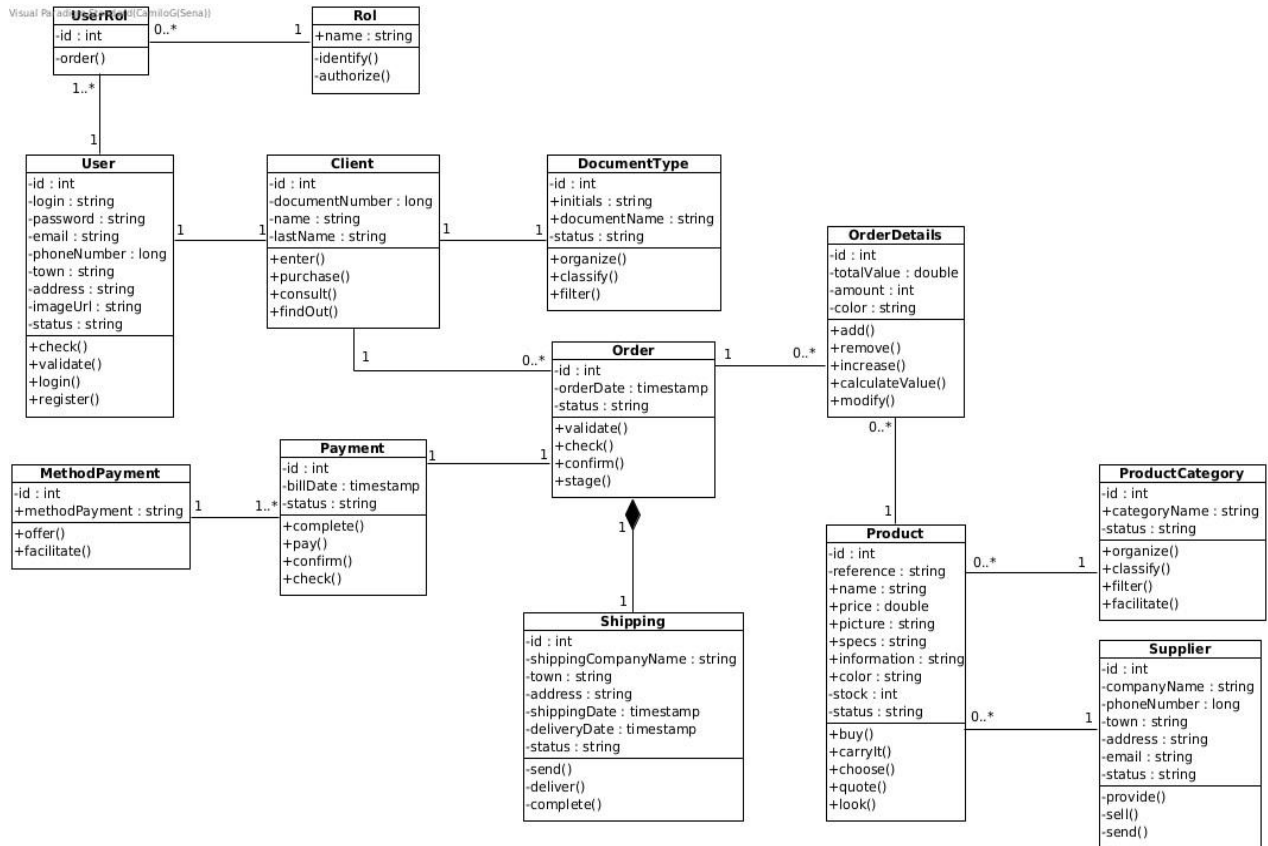 Visual Paradigm Standard(CamiloG(Sena))
UserRol
-id : int
-order()
0..*
1
Rol
+name : string
-identify()
-authorize()
1..*
1
User
-id : int
-login : string
-password : string
-email : string
-phoneNumber : long
-town : string
-address : string
-imageUrl : string
-status : string
+check()
+validate()
+login()
+register()
1
1
Client
-id : int
-documentNumber : long
-name : string
-lastName : string
+enter()
+purchase()
+consult()
+findOut()
1
1
DocumentType
-id : int
+initials : string
+documentName : string
-status : string
+organize()
+classify()
+filter()
1
0..*
Order
-id : int
-orderDate : timestamp
-status : string
+validate()
+check()
+confirm()
+stage()
1
0..*
OrderDetails
-id : int
-totalValue : double
-amount : int
-color : string
+add()
+remove()
+increase()
+calculateValue()
+modify()
0..*
1
MethodPayment
-id : int
+methodPayment : string
+offer()
+facilitate()
1
1..*
Payment
-id : int
-billDate : timestamp
-status : string
+complete()
+pay()
+confirm()
+check()
1
1
1
1
Shipping
-id : int
-shippingCompanyName : string
-town : string
-address : string
-shippingDate : timestamp
-deliveryDate : timestamp
-status : string
-send()
-deliver()
-complete()
Product
-id : int
-reference : string
+name : string
+price : double
+picture : string
+specs : string
+information : string
+color : string
-stock : int
-status : string
+buy()
+carryIt()
+choose()
+quote()
+look()
0..*
1
ProductCategory
-id : int
+categoryName : string
-status : string
+organize()
+classify()
+filter()
+facilitate()
0..*
1
Supplier
-id : int
-companyName : string
-phoneNumber : long
-town : string
-address : string
-email : string
-status : string
-provide()
-sell()
-send()